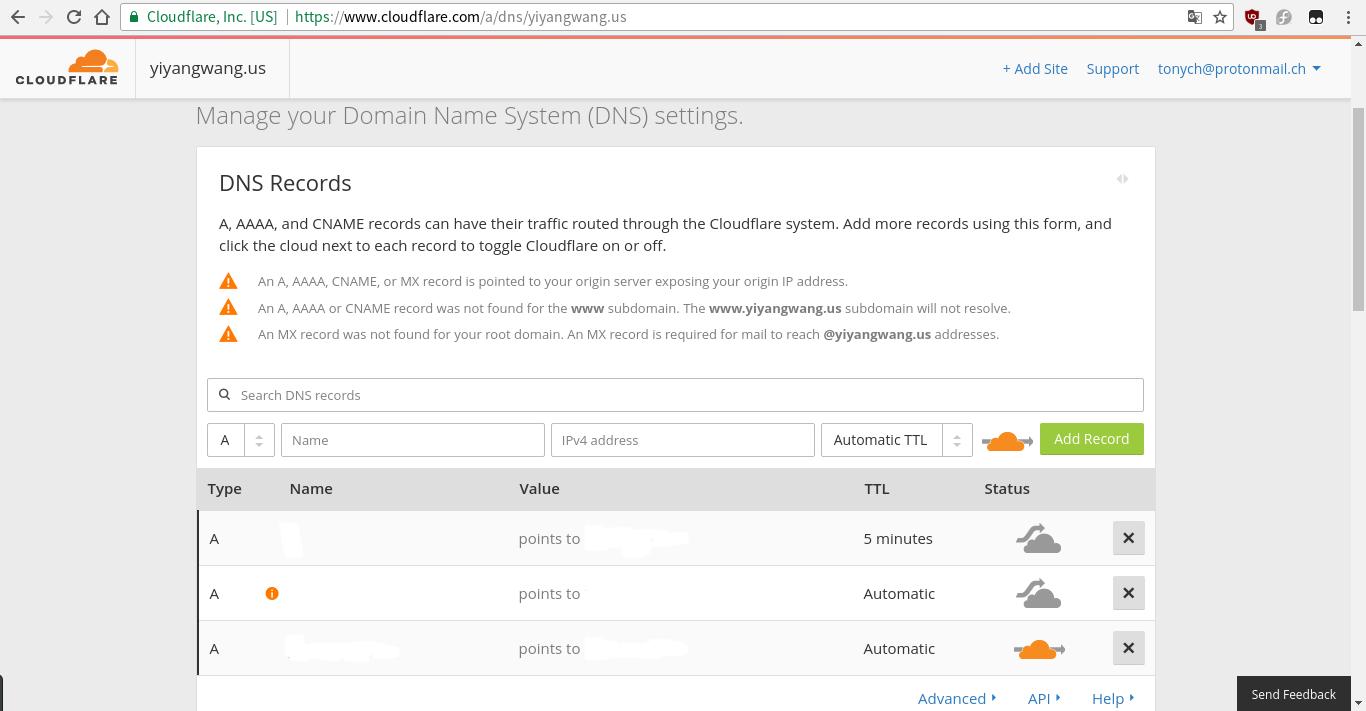 Cloudflare, Inc. [US] https://www.cloudflare.com/a/dns/yiyangwang.us
3
CLOUDFLARE yiyangwang.us + Add Site Support tonych@protonmail.ch
Manage your Domain Name System (DNS) settings.
DNS Records
A, AAAA, and CNAME records can have their traffic routed through the Cloudflare system. Add more records using this form, and
click the cloud next to each record to toggle Cloudflare on or off.
An A, AAAA, CNAME, or MX record is pointed to your origin server exposing your origin IP address.
An A, AAAA or CNAME record was not found for the www subdomain. The www.yiyangwang.us subdomain will not resolve.
An MX record was not found for your root domain. An MX record is required for mail to reach @yiyangwang.us addresses.
Search DNS records
A Name IPv4 address Automatic TTL Add Record
Type Name Value TTL Status
A points to 5 minutes
A points to Automatic
A points to Automatic
Advanced API Help
Send Feedback